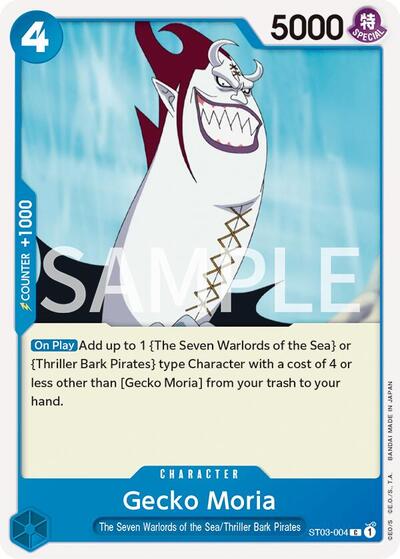 4
5000
特
SPECIAL
COUNTER +1000
SAMPLE
On Play Add up to 1 {The Seven Warlords of the Sea} or
{Thriller Bark Pirates} type Character with a cost of 4 or
less other than [Gecko Moria] from your trash to your
hand.
CHARACTER
Gecko Moria
The Seven Warlords of the Sea/Thriller Bark Pirates
ST03-004 C 1
©E.O/S ©E.O./S., T.A. BANDAI MADE IN JAPAN